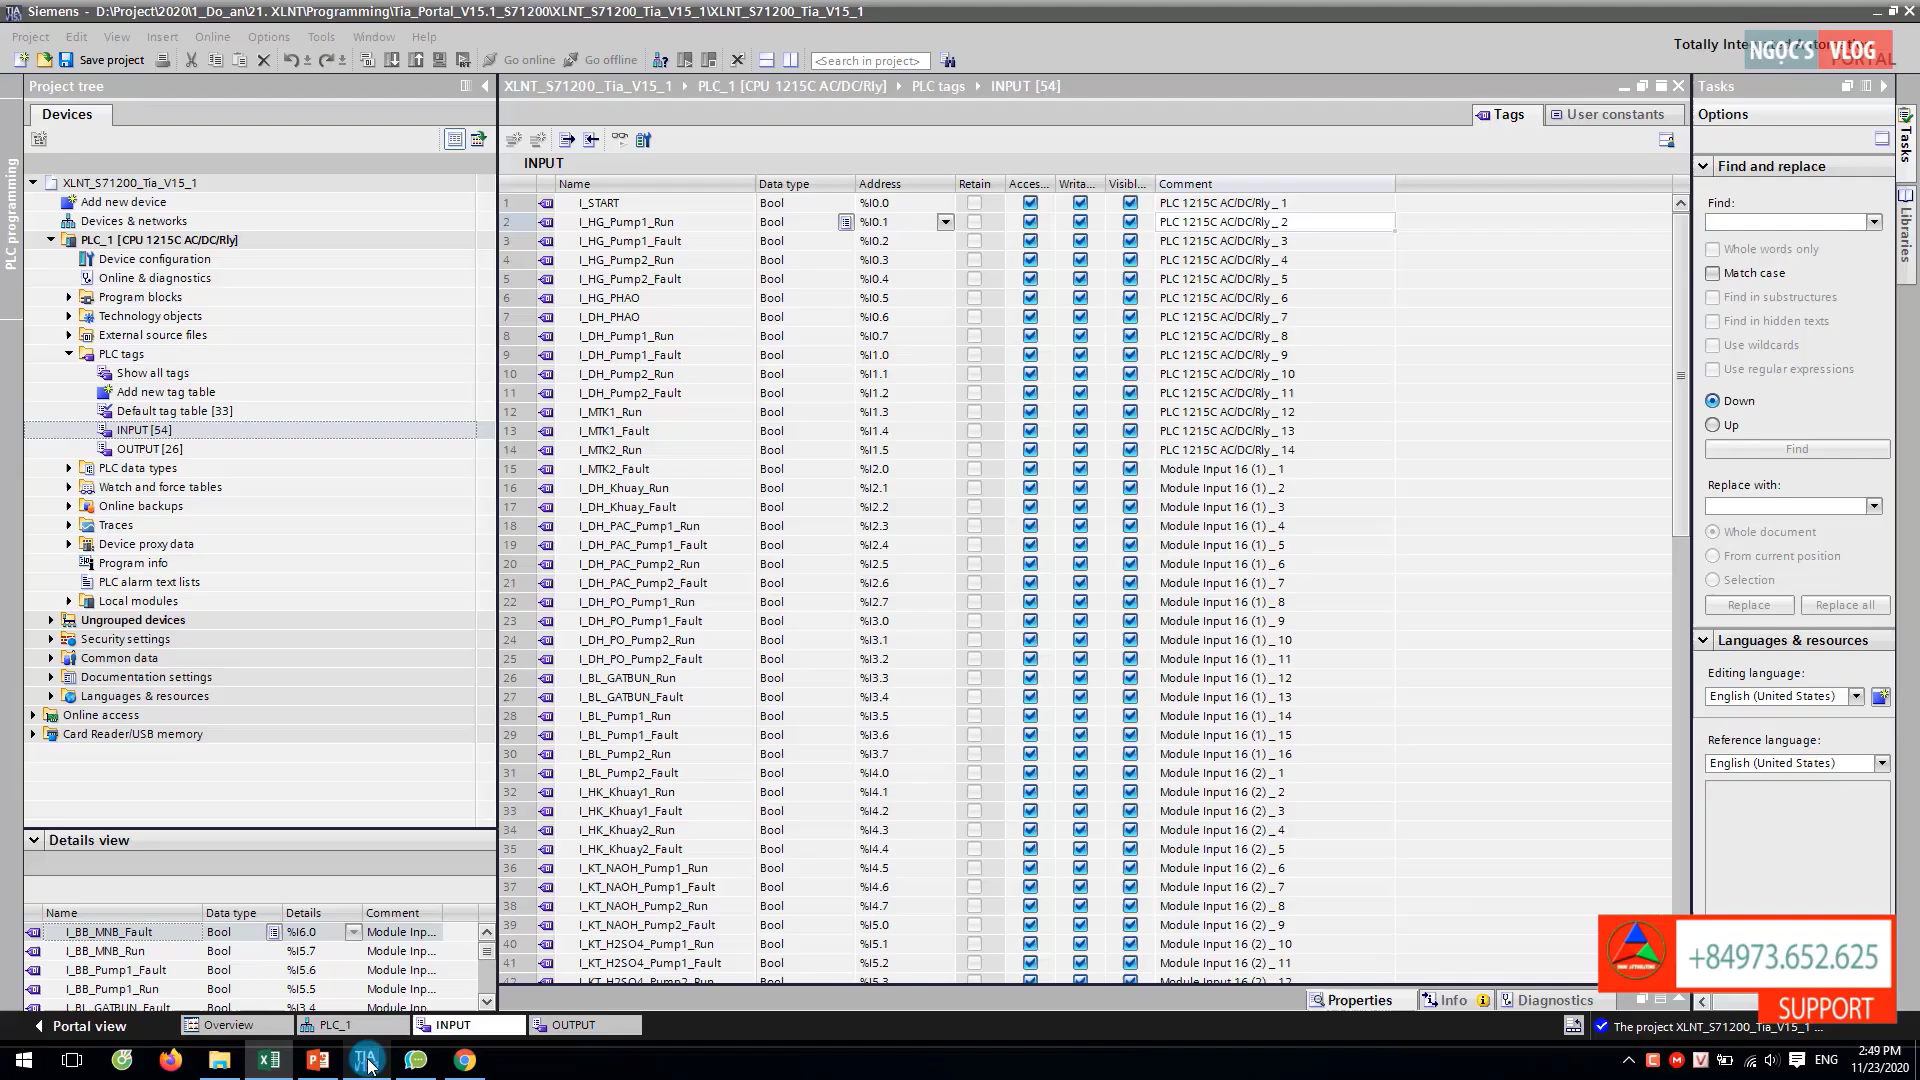 Siemens - D:\Project\2020\1_Do_an\21. XLNT\Programming\Tia_Portal_V15.1_S71200\XLNT_S71200_Tia_V15_1\XLNT_S71200_Tia_V15_1
Project Edit View Insert Online Options Tools Window Help
Save project Go online Go offline <Search in project>
Totally Inte
PORTAL
NGỌC'S VLOG
Project tree
XLNT_S71200_Tia_V15_1 PLC_1 [CPU 1215C AC/DC/Rly] PLC tags INPUT [54]
Tasks
Devices
Tags User constants
Options
PLC programming
Tasks
Libraries
XLNT_S71200_Tia_V15_1
Add new device
Devices & networks
PLC_1 [CPU 1215C AC/DC/Rly]
Device configuration
Online & diagnostics
Program blocks
Technology objects
External source files
PLC tags
Show all tags
Add new tag table
Default tag table [33]
INPUT [54]
OUTPUT [26]
PLC data types
Watch and force tables
Online backups
Traces
Device proxy data
Program info
PLC alarm text lists
Local modules
Ungrouped devices
Security settings
Common data
Documentation settings
Languages & resources
Online access
Card Reader/USB memory
Details view
Name Data type Details Comment
I_BB_MNB_Fault Bool %I6.0 Module Inp...
I_BB_MNB_Run Bool %I5.7 Module Inp...
I_BB_Pump1_Fault Bool %I5.6 Module Inp...
I_BB_Pump1_Run Bool %I5.5 Module Inp...
I_BL_GATBUN_Fault Bool %I3.4 Module Inp...
INPUT
Name Data type Address Retain Acces... Writa... Visibl... Comment
1 I_START Bool %I0.0 PLC 1215C AC/DC/Rly _ 1
2 I_HG_Pump1_Run Bool %I0.1 PLC 1215C AC/DC/Rly _ 2
3 I_HG_Pump1_Fault Bool %I0.2 PLC 1215C AC/DC/Rly _ 3
4 I_HG_Pump2_Run Bool %I0.3 PLC 1215C AC/DC/Rly _ 4
5 I_HG_Pump2_Fault Bool %I0.4 PLC 1215C AC/DC/Rly _ 5
6 I_HG_PHAO Bool %I0.5 PLC 1215C AC/DC/Rly _ 6
7 I_DH_PHAO Bool %I0.6 PLC 1215C AC/DC/Rly _ 7
8 I_DH_Pump1_Run Bool %I0.7 PLC 1215C AC/DC/Rly _ 8
9 I_DH_Pump1_Fault Bool %I1.0 PLC 1215C AC/DC/Rly _ 9
10 I_DH_Pump2_Run Bool %I1.1 PLC 1215C AC/DC/Rly _ 10
11 I_DH_Pump2_Fault Bool %I1.2 PLC 1215C AC/DC/Rly _ 11
12 I_MTK1_Run Bool %I1.3 PLC 1215C AC/DC/Rly _ 12
13 I_MTK1_Fault Bool %I1.4 PLC 1215C AC/DC/Rly _ 13
14 I_MTK2_Run Bool %I1.5 PLC 1215C AC/DC/Rly _ 14
15 I_MTK2_Fault Bool %I2.0 Module Input 16 (1) _ 1
16 I_DH_Khuay_Run Bool %I2.1 Module Input 16 (1) _ 2
17 I_DH_Khuay_Fault Bool %I2.2 Module Input 16 (1) _ 3
18 I_DH_PAC_Pump1_Run Bool %I2.3 Module Input 16 (1) _ 4
19 I_DH_PAC_Pump1_Fault Bool %I2.4 Module Input 16 (1) _ 5
20 I_DH_PAC_Pump2_Run Bool %I2.5 Module Input 16 (1) _ 6
21 I_DH_PAC_Pump2_Fault Bool %I2.6 Module Input 16 (1) _ 7
22 I_DH_PO_Pump1_Run Bool %I2.7 Module Input 16 (1) _ 8
23 I_DH_PO_Pump1_Fault Bool %I3.0 Module Input 16 (1) _ 9
24 I_DH_PO_Pump2_Run Bool %I3.1 Module Input 16 (1) _ 10
25 I_DH_PO_Pump2_Fault Bool %I3.2 Module Input 16 (1) _ 11
26 I_BL_GATBUN_Run Bool %I3.3 Module Input 16 (1) _ 12
27 I_BL_GATBUN_Fault Bool %I3.4 Module Input 16 (1) _ 13
28 I_BL_Pump1_Run Bool %I3.5 Module Input 16 (1) _ 14
29 I_BL_Pump1_Fault Bool %I3.6 Module Input 16 (1) _ 15
30 I_BL_Pump2_Run Bool %I3.7 Module Input 16 (1) _ 16
31 I_BL_Pump2_Fault Bool %I4.0 Module Input 16 (2) _ 1
32 I_HK_Khuay1_Run Bool %I4.1 Module Input 16 (2) _ 2
33 I_HK_Khuay1_Fault Bool %I4.2 Module Input 16 (2) _ 3
34 I_HK_Khuay2_Run Bool %I4.3 Module Input 16 (2) _ 4
35 I_HK_Khuay2_Fault Bool %I4.4 Module Input 16 (2) _ 5
36 I_KT_NAOH_Pump1_Run Bool %I4.5 Module Input 16 (2) _ 6
37 I_KT_NAOH_Pump1_Fault Bool %I4.6 Module Input 16 (2) _ 7
38 I_KT_NAOH_Pump2_Run Bool %I4.7 Module Input 16 (2) _ 8
39 I_KT_NAOH_Pump2_Fault Bool %I5.0 Module Input 16 (2) _ 9
40 I_KT_H2SO4_Pump1_Run Bool %I5.1 Module Input 16 (2) _ 10
41 I_KT_H2SO4_Pump1_Fault Bool %I5.2 Module Input 16 (2) _ 11
42 I_KT_H2SO4_Pump2_Run Bool %I5.3 Module Input 16 (2) _ 12
Find and replace
Find:
Whole words only
Match case
Find in substructures
Find in hidden texts
Use wildcards
Use regular expressions
Down
Up
Find
Replace with:
Whole document
From current position
Selection
Replace Replace all
Languages & resources
Editing language:
English (United States)
Reference language:
English (United States)
+84973.652.625
SUPPORT
Properties Info Diagnostics
Portal view Overview PLC_1 INPUT OUTPUT
The project XLNT_S71200_Tia_V15_1 ...
ENG
2:49 PM
11/23/2020